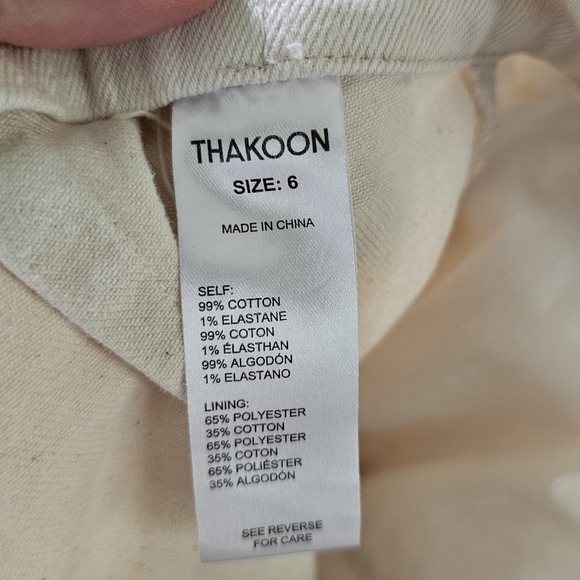 THAKOON
SIZE: 6
MADE IN CHINA
SELF:
99% COTTON
1% ELASTANE
99% COTON
1% ÉLASTHAN
99% ALGODÓN
1% ELASTANO
LINING:
65% POLYESTER
35% COTTON
65% POLYESTER
35% COTON
65% POLIÉSTER
35% ALGODÓN
SEE REVERSE
FOR CARE